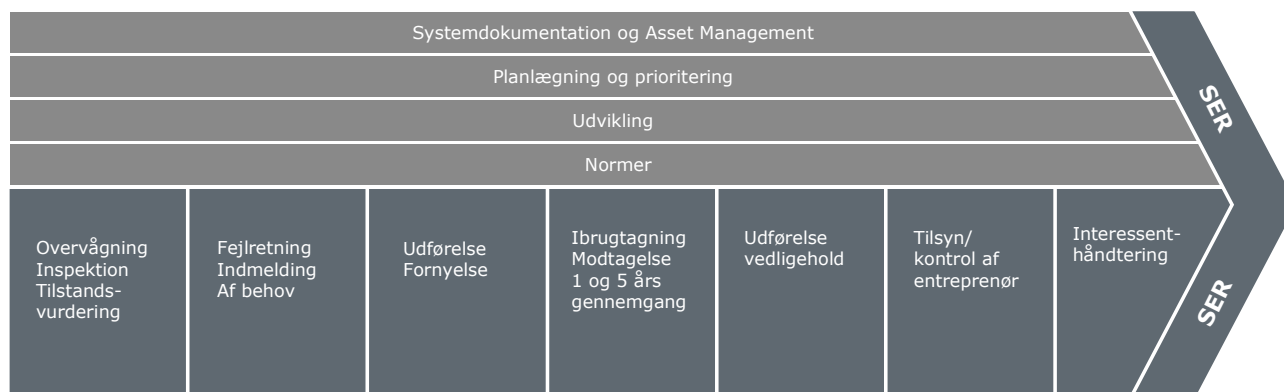 Systemdokumentation og Asset Management
Planlægning og prioritering
Udvikling
Normer
SER
Overvågning
Inspektion
Tilstands-
vurdering
Fejlretning
Indmelding
Af behov
Udførelse
Fornyelse
Ibrugtagning
Modtagelse
1 og 5 års
gennemgang
Udførelse
vedligehold
Tilsyn/
kontrol af
entreprenør
Interessent-
håndtering
SER